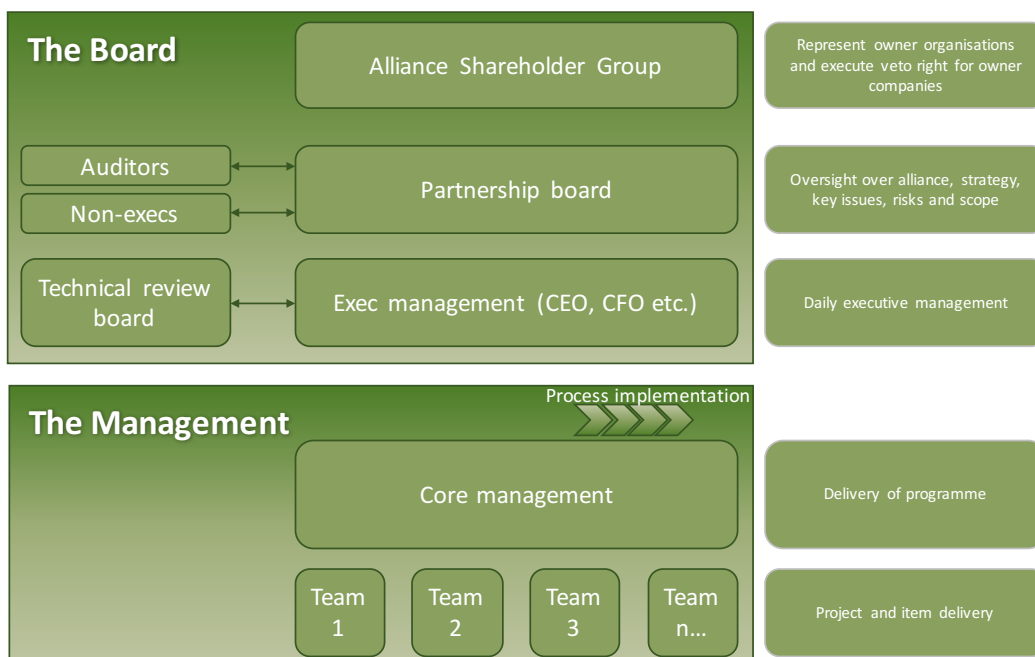 The Board
Alliance Shareholder Group
Represent owner organisations
and execute veto right for owner
companies
Auditors
Non-execs
Partnership board
Oversight over alliance, strategy,
key issues, risks and scope
Technical review
board
Exec management (CEO, CFO etc.)
Daily executive management
The Management
Process implementation
Core management
Delivery of programme
Team
1
Team
2
Team
3
Team
n...
Project and item delivery